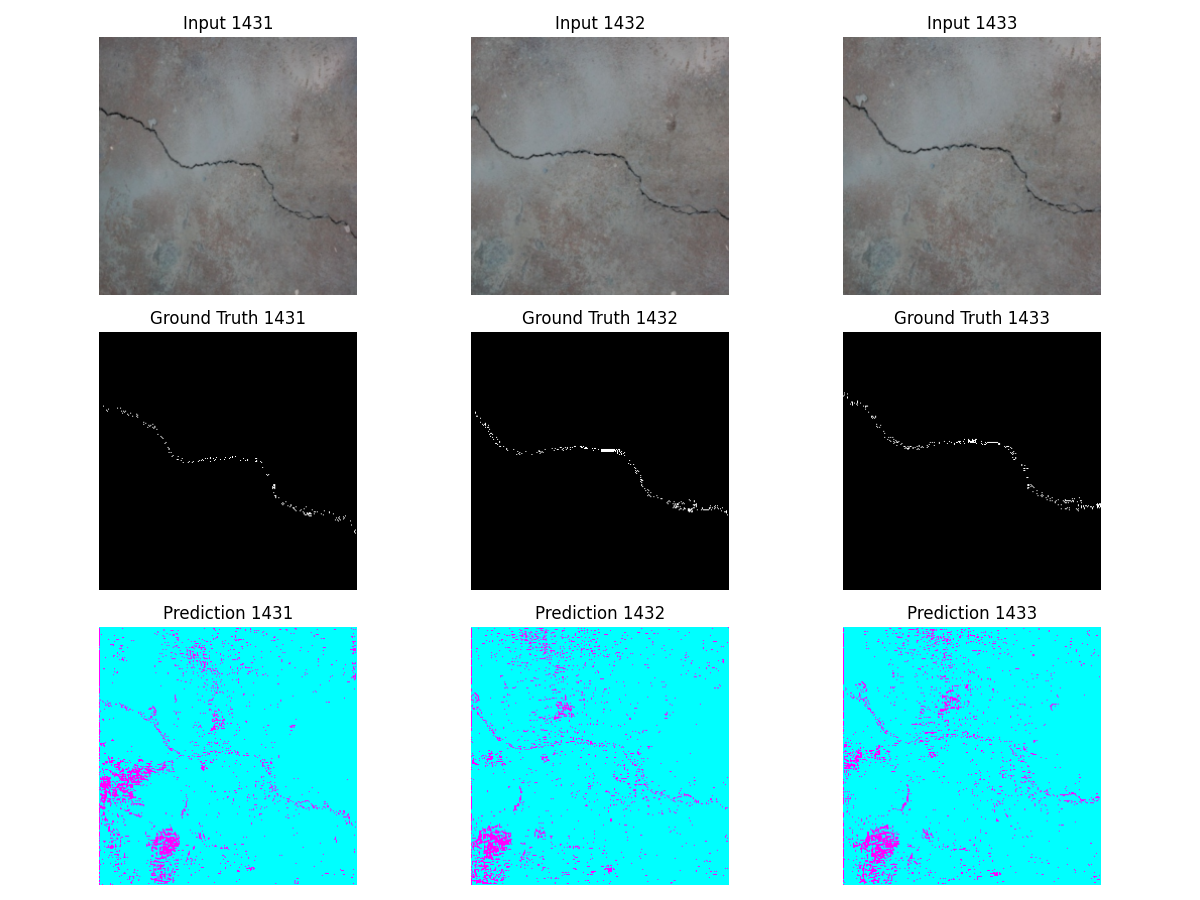 Input 1431
Input 1432
Input 1433
Ground Truth 1431
Ground Truth 1432
Ground Truth 1433
Prediction 1431
Prediction 1432
Prediction 1433